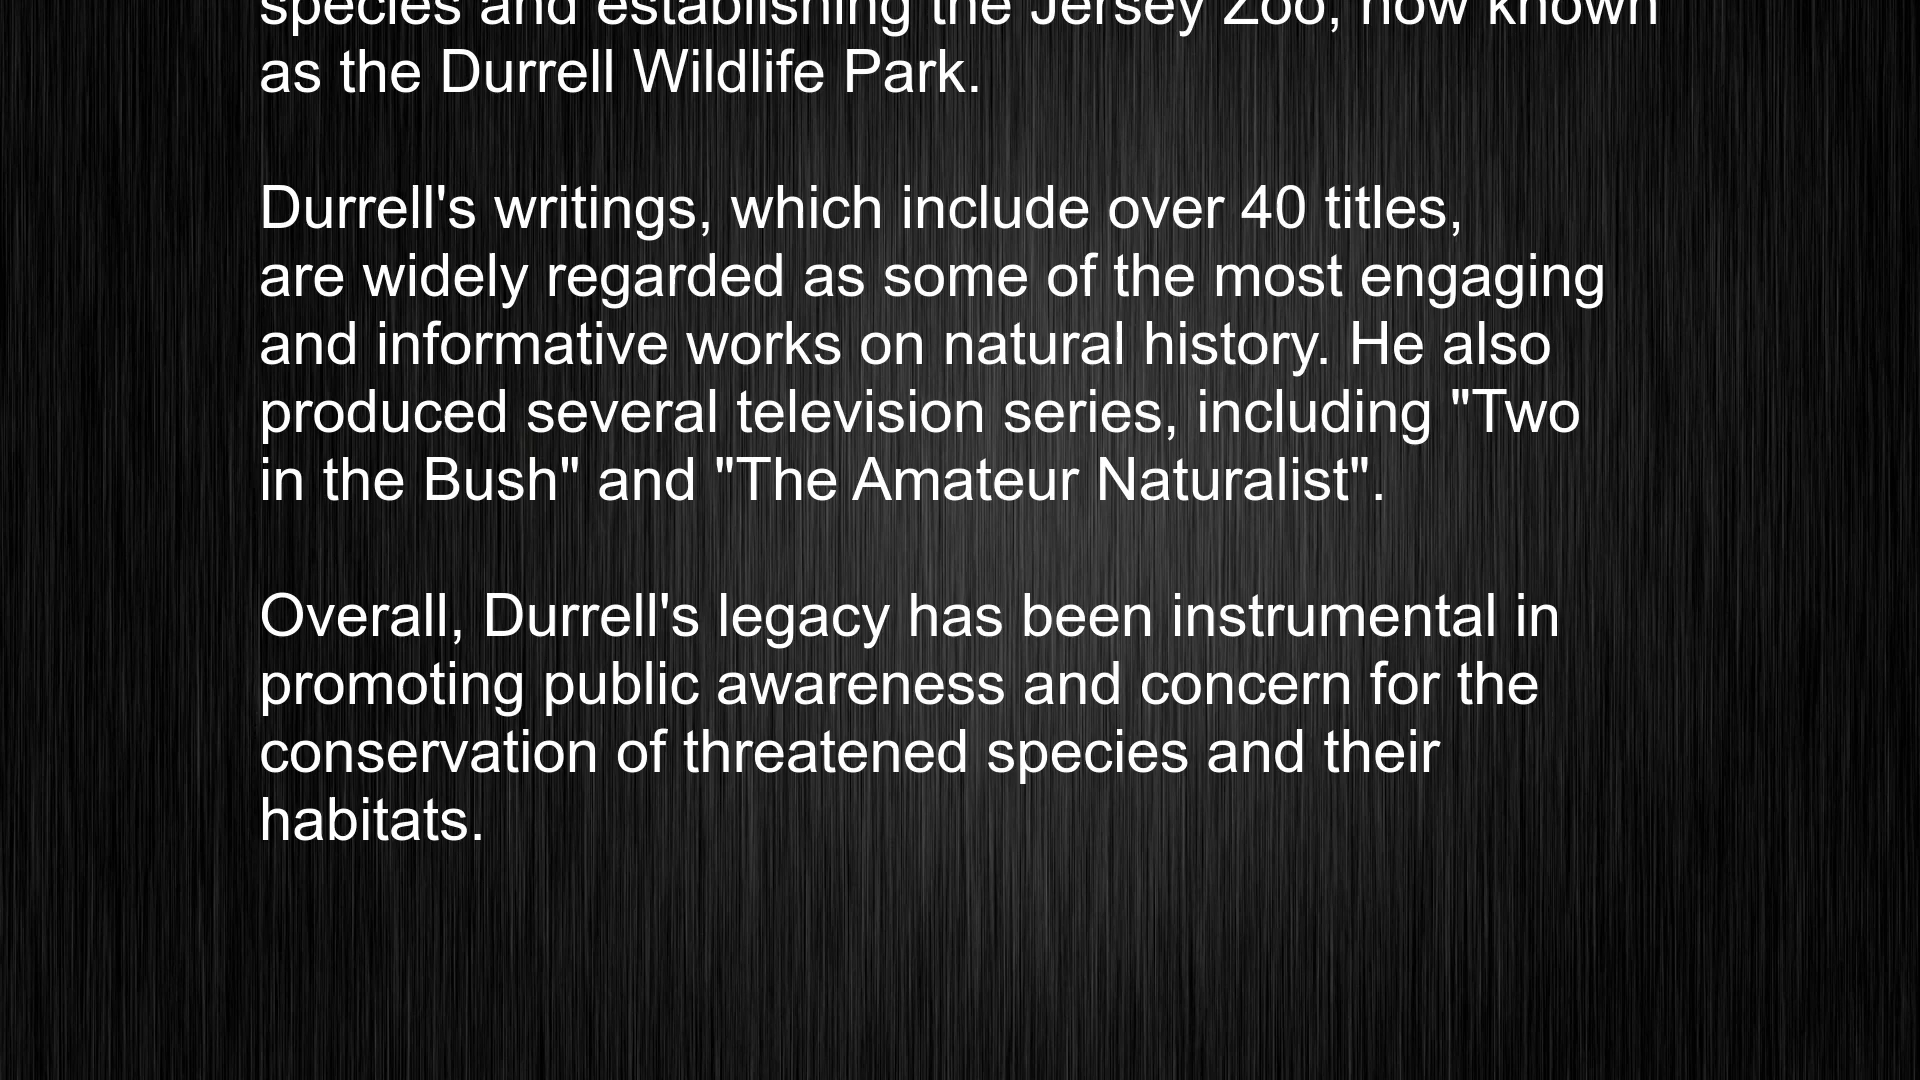 species and establishing the Jersey Zoo, now known
as the Durrell Wildlife Park.
Durrell's writings, which include over 40 titles,
are widely regarded as some of the most engaging
and informative works on natural history. He also
produced several television series, including "Two
in the Bush" and "The Amateur Naturalist".
Overall, Durrell's legacy has been instrumental in
promoting public awareness and concern for the
conservation of threatened species and their
habitats.